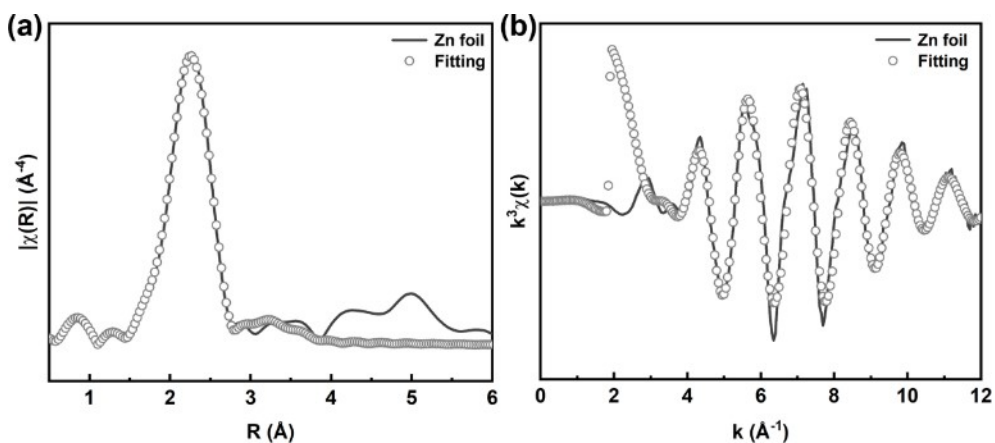 (a)
Zn foil
Fitting
|χ(R)| (Å⁻⁴)
1 2 3 4 5 6
R (Å)
(b)
Zn foil
Fitting
k³χ(k)
0 2 4 6 8 10 12
k (Å⁻¹)